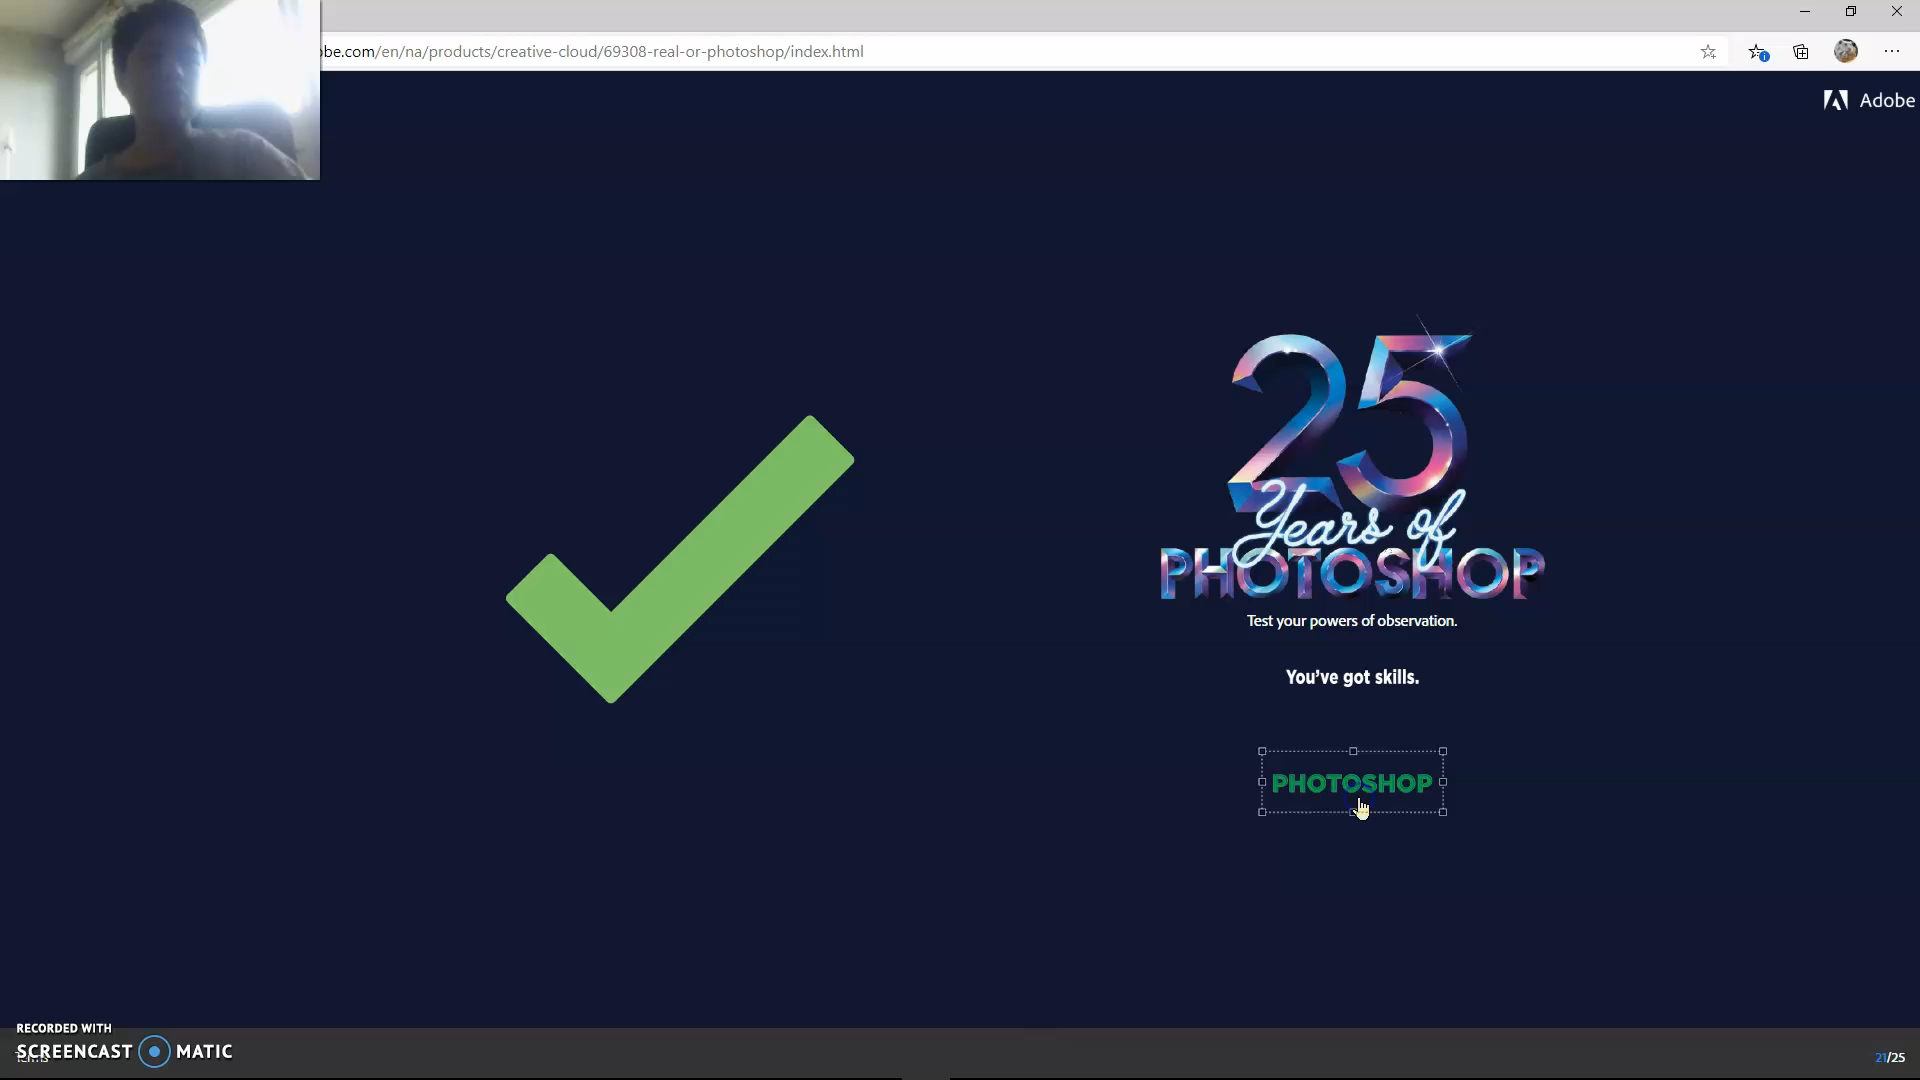 be.com/en/na/products/creative-cloud/69308-real-or-photoshop/index.html
Adobe
25
Years of
PHOTOSHOP
Test your powers of observation.
You've got skills.
PHOTOSHOP
RECORDED WITH
SCREENCAST MATIC
Terms
21/25